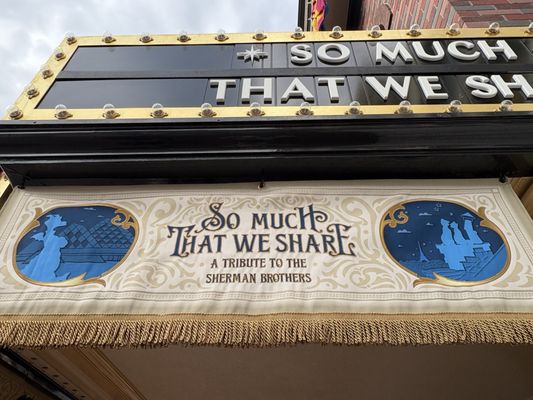 SO MUCH
THAT WE SH
SO MUCH
THAT WE SHARE
A TRIBUTE TO THE
SHERMAN BROTHERS